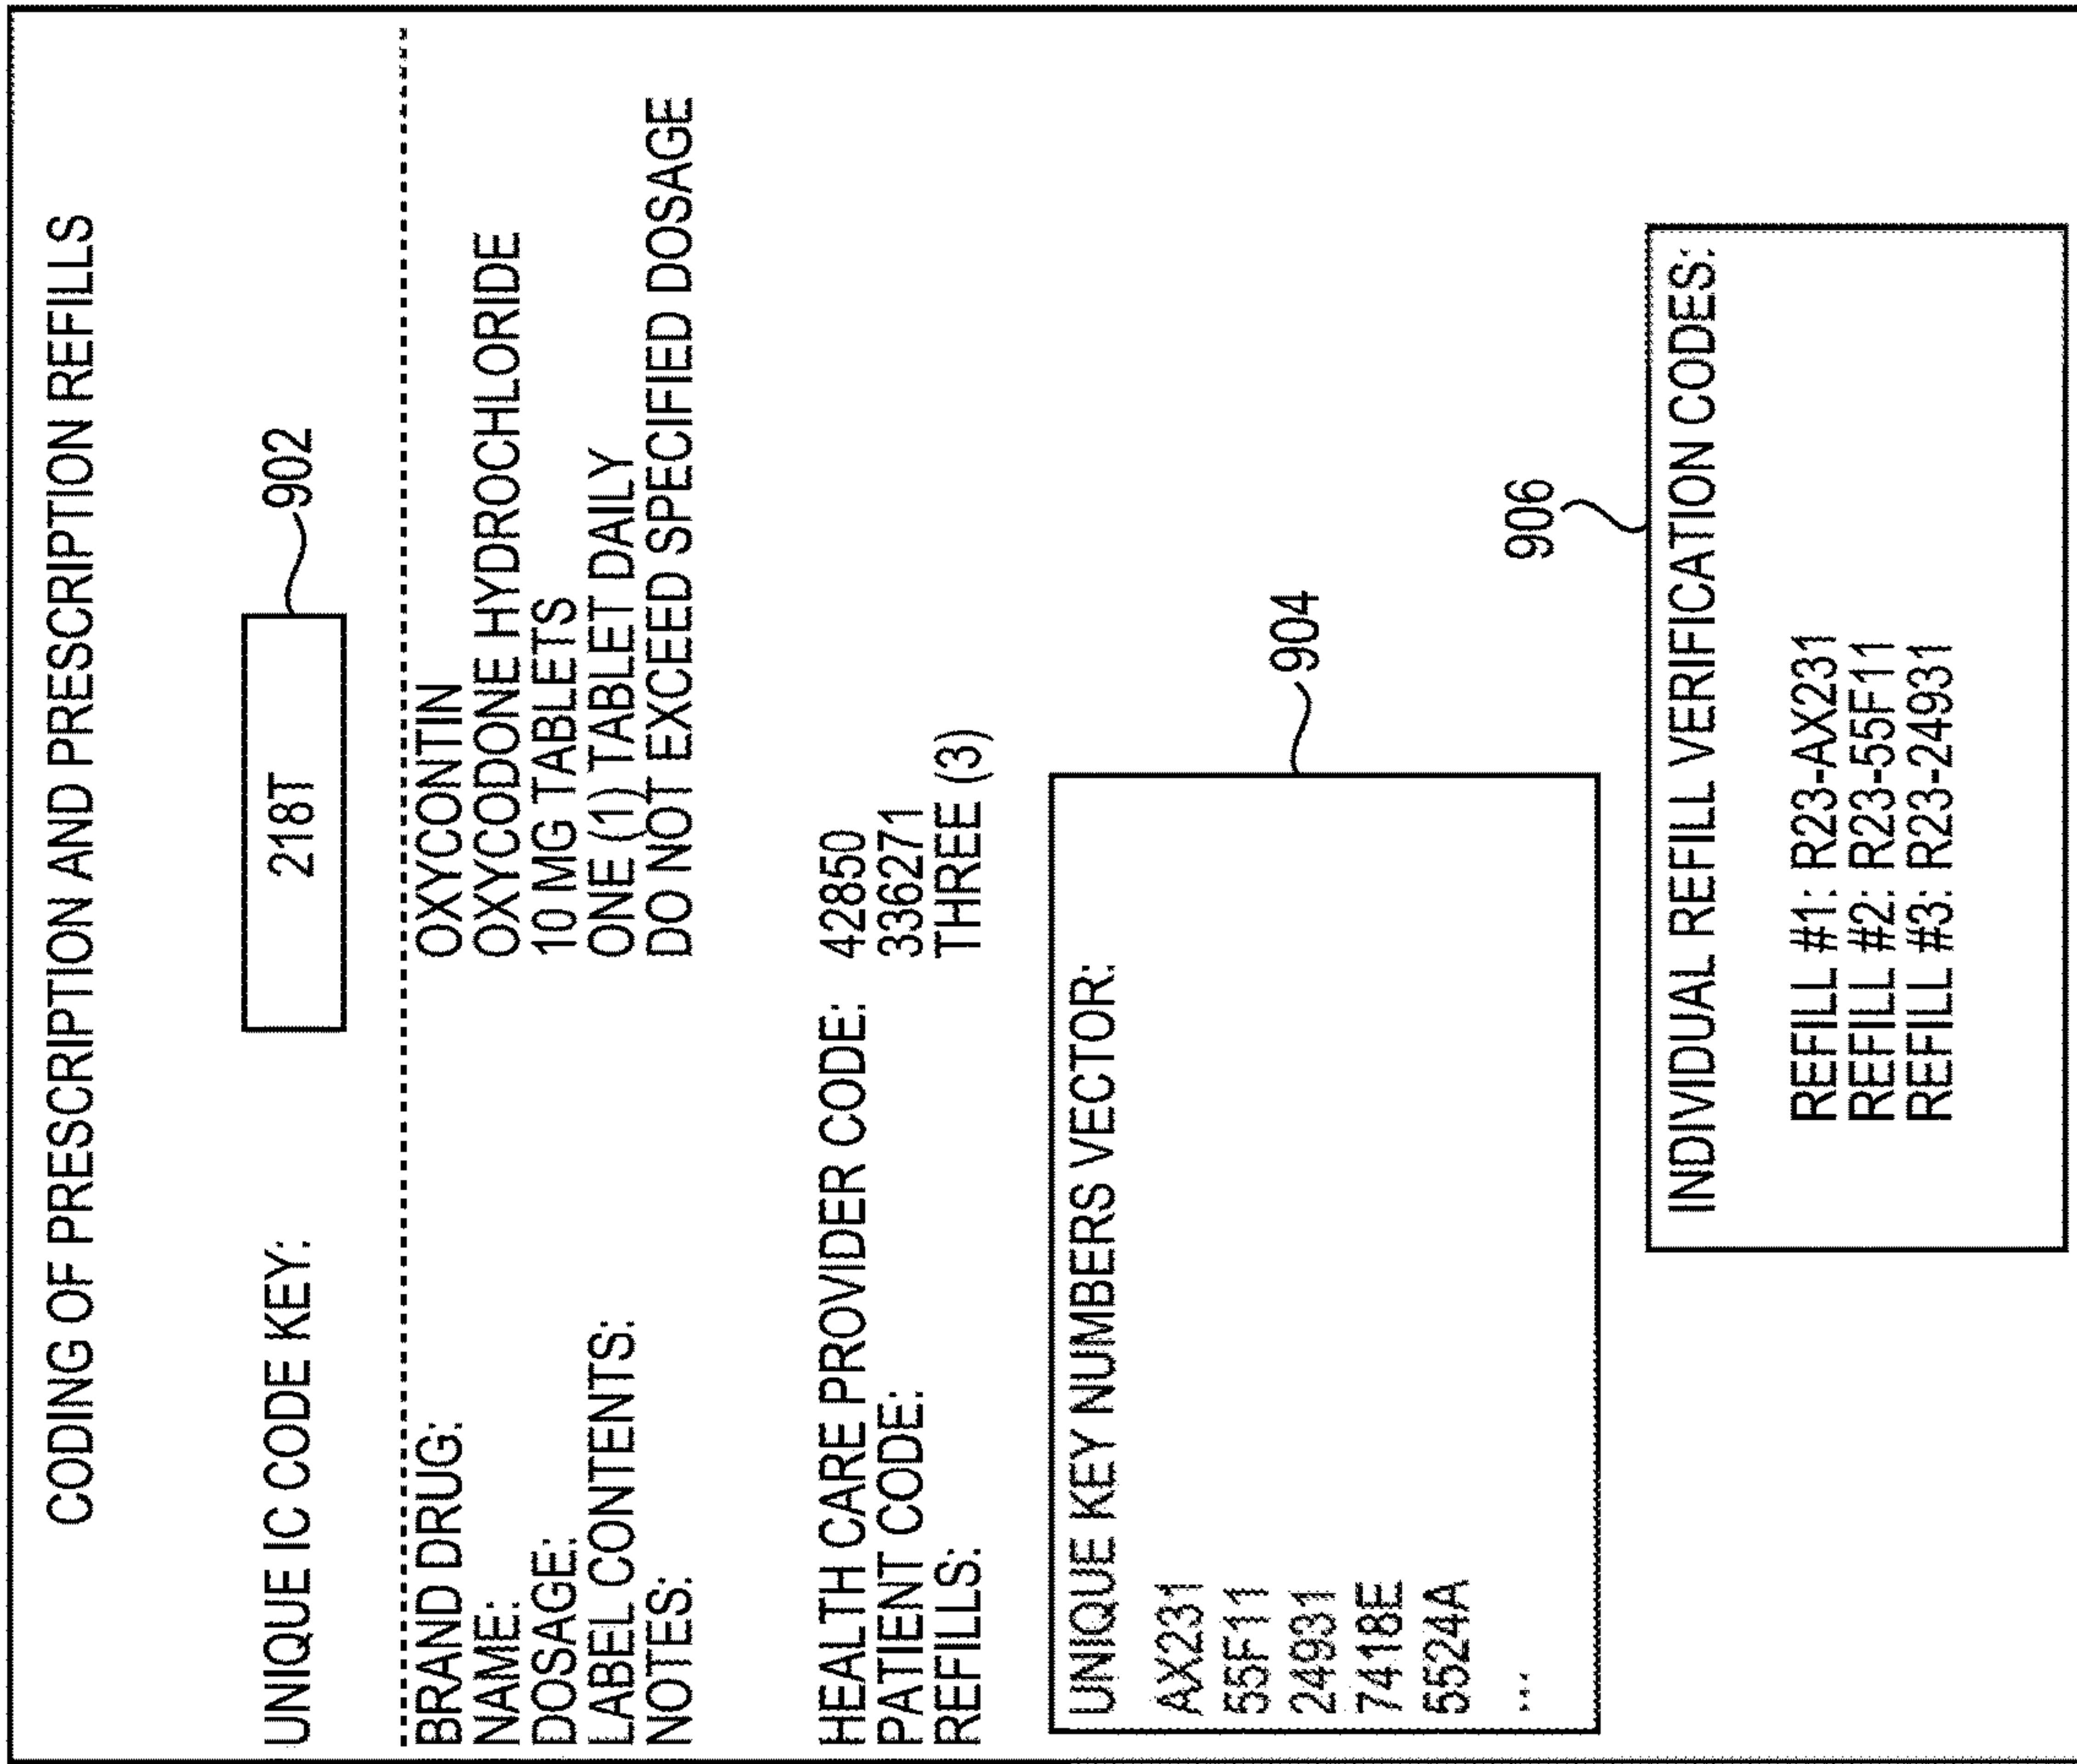 CODING OF PRESCRIPTION AND PRESCRIPTION REFILLS
UNIQUE IC CODE KEY: 218T 902
BRAND DRUG: OXYCONTIN
NAME: OXYCODONE HYDROCHLORIDE
DOSAGE: 10 MG TABLETS
LABEL CONTENTS: ONE (1) TABLET DAILY
NOTES: DO NOT EXCEED SPECIFIED DOSAGE
HEALTH CARE PROVIDER CODE: 42850
PATIENT CODE: 336271
REFILLS: THREE (3)
904
UNIQUE KEY NUMBERS VECTOR:
AX231
55F11
24931
7418E
5524A
...
906
INDIVIDUAL REFILL VERIFICATION CODES:
REFILL #1: R23-AX231
REFILL #2: R23-55F11
REFILL #3: R23-24931